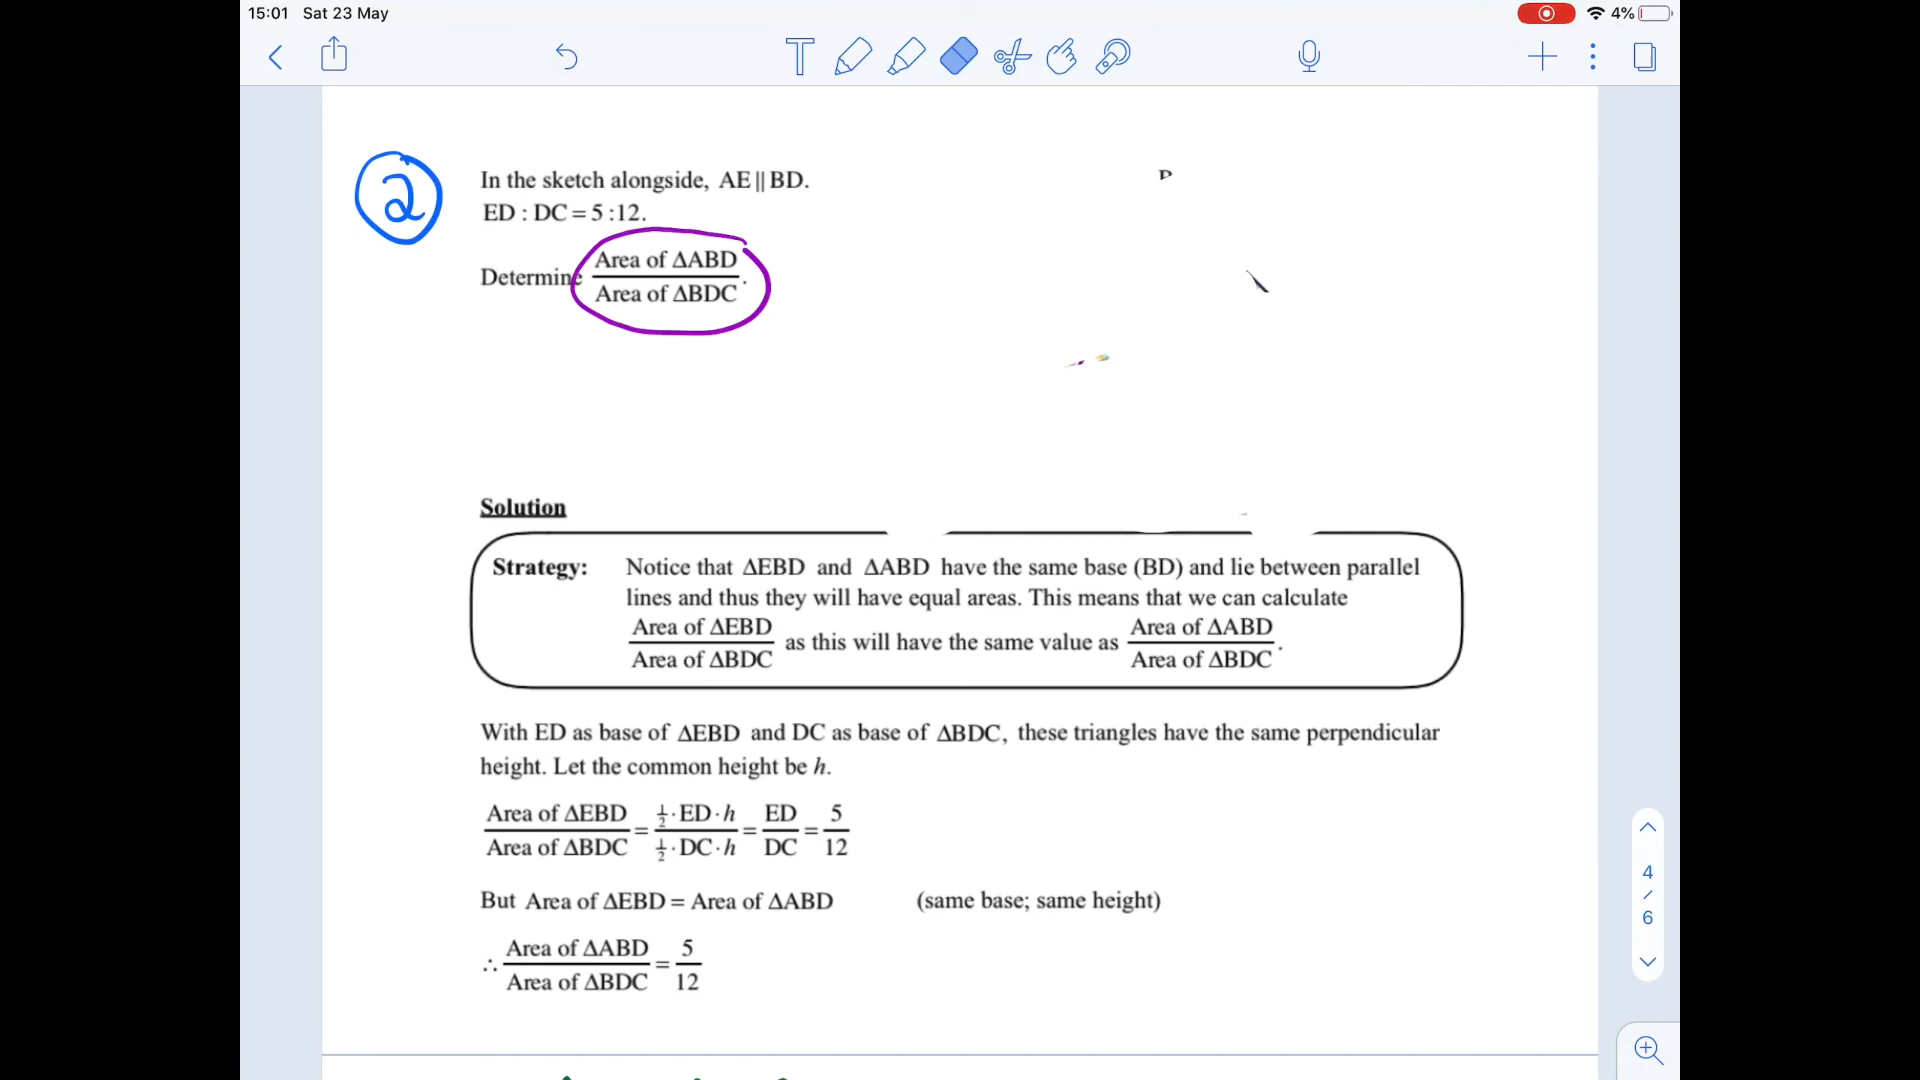 15:01 Sat 23 May
4%
2
In the sketch alongside, AE || BD.
ED : DC = 5 :12.
Determine Area of ΔABD / Area of ΔBDC.
Solution
Strategy: Notice that ΔEBD and ΔABD have the same base (BD) and lie between parallel
lines and thus they will have equal areas. This means that we can calculate
Area of ΔEBD / Area of ΔBDC as this will have the same value as Area of ΔABD / Area of ΔBDC.
With ED as base of ΔEBD and DC as base of ΔBDC, these triangles have the same perpendicular
height. Let the common height be h.
Area of ΔEBD / Area of ΔBDC = ½·ED·h / ½·DC·h = ED / DC = 5 / 12
But Area of ΔEBD = Area of ΔABD (same base; same height)
∴ Area of ΔABD / Area of ΔBDC = 5 / 12
4
/
6